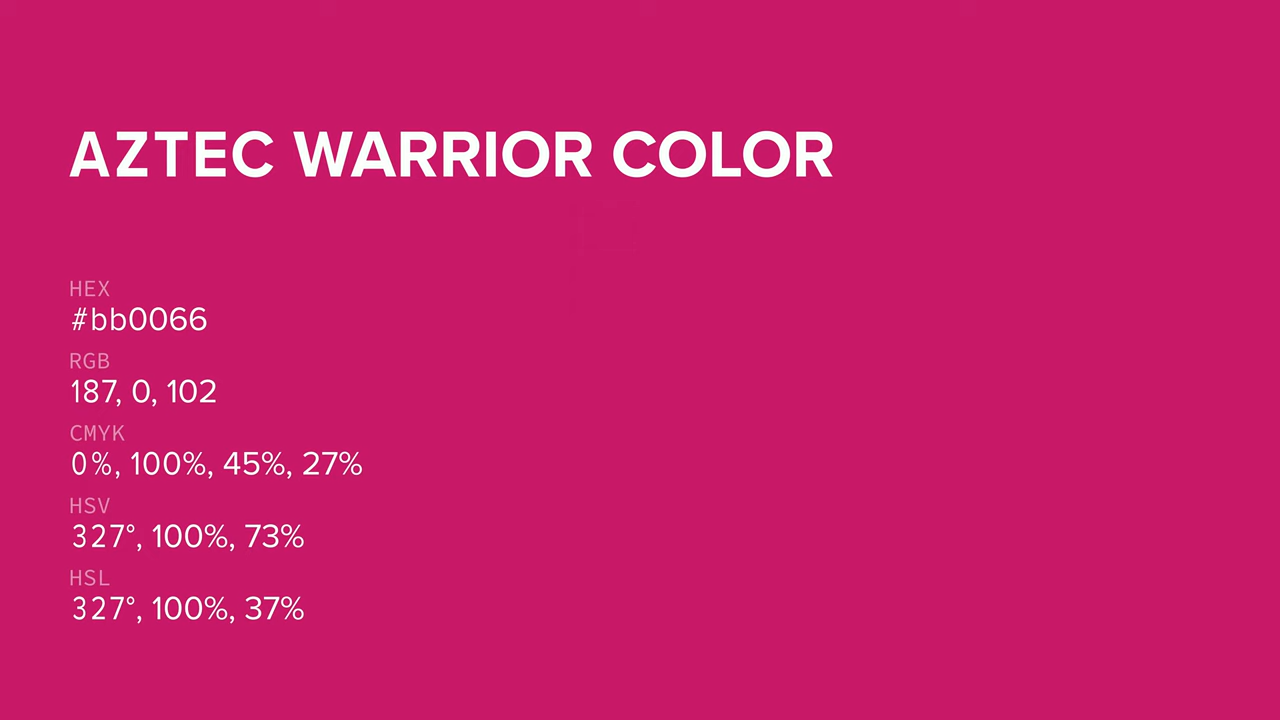 AZTEC WARRIOR COLOR
HEX
#bb0066
RGB
187, 0, 102
CMYK
0%, 100%, 45%, 27%
HSV
327°, 100%, 73%
HSL
327°, 100%, 37%